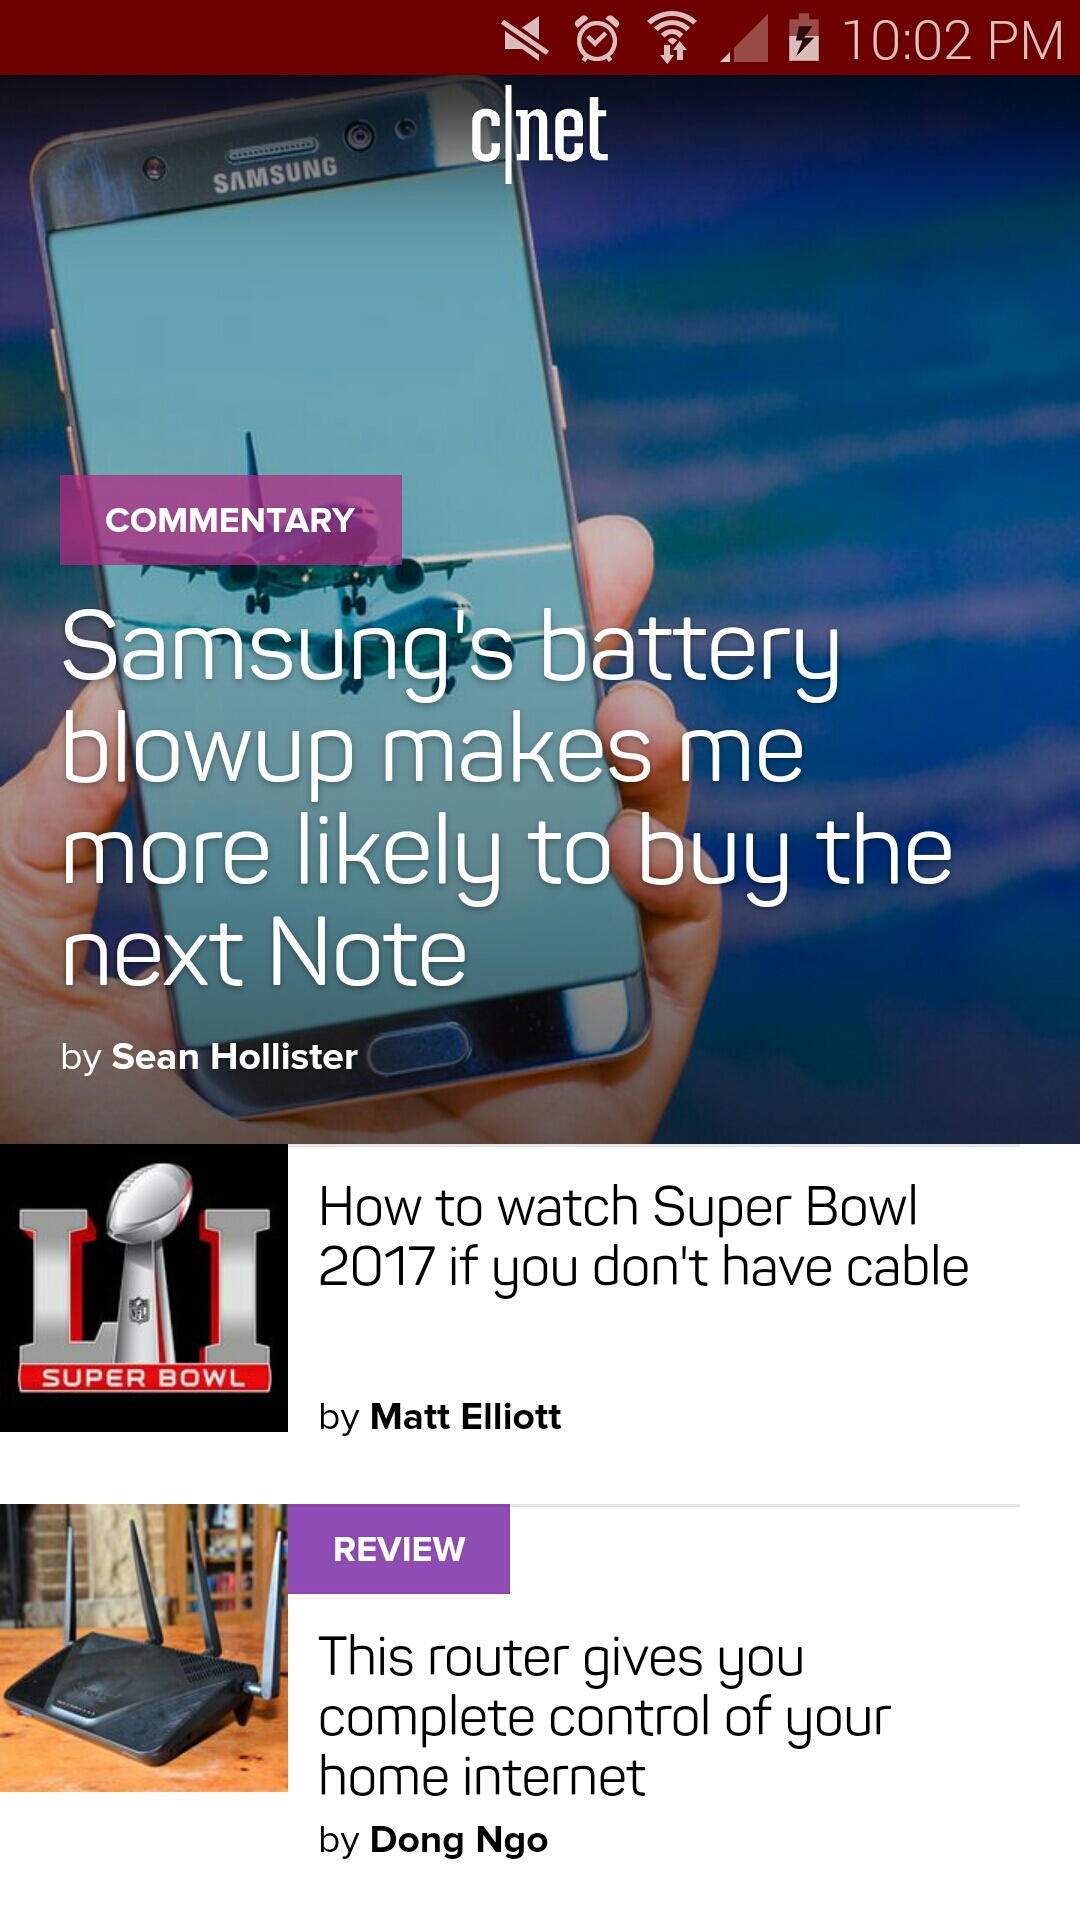 10:02 PM
c|net
SAMSUNG
COMMENTARY
Samsung's battery
blowup makes me
more likely to buy the
next Note
by Sean Hollister
LI
SUPER BOWL
How to watch Super Bowl
2017 if you don't have cable
by Matt Elliott
REVIEW
This router gives you
complete control of your
home internet
by Dong Ngo